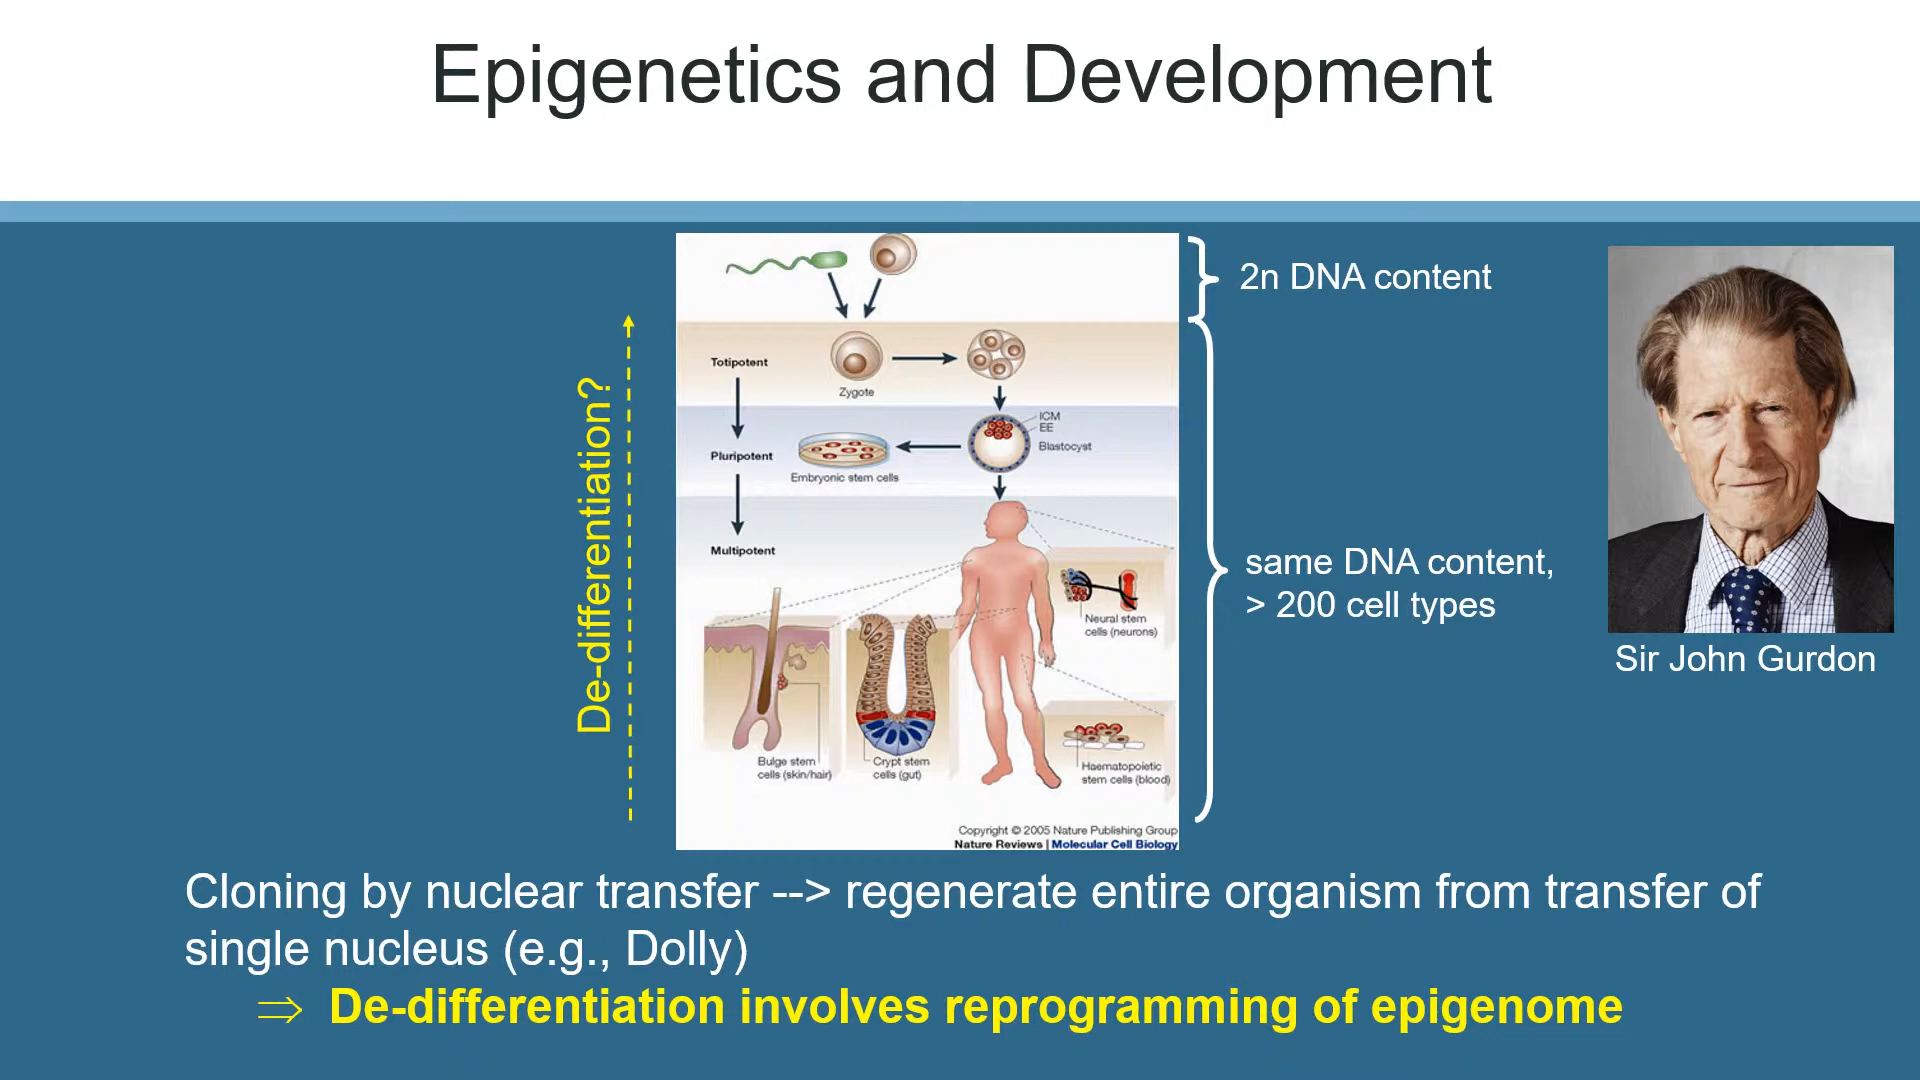 Epigenetics and Development
2n DNA content
De-differentiation?
Totipotent
Zygote
ICM
EE
Blastocyst
Pluripotent
Embryonic stem cells
Multipotent
same DNA content,
> 200 cell types
Neural stem
cells (neurons)
Sir John Gurdon
Bulge stem
cells (skin/hair)
Crypt stem
cells (gut)
Haematopoietic
stem cells (blood)
Copyright © 2005 Nature Publishing Group
Nature Reviews | Molecular Cell Biology
Cloning by nuclear transfer --> regenerate entire organism from transfer of
single nucleus (e.g., Dolly)
⇒ De-differentiation involves reprogramming of epigenome